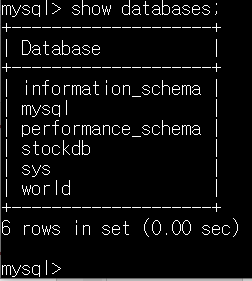 mysql> show databases;
+--------------------+
| Database           |
+--------------------+
| information_schema |
| mysql              |
| performance_schema |
| stockdb            |
| sys                |
| world              |
+--------------------+
6 rows in set (0.00 sec)
mysql>